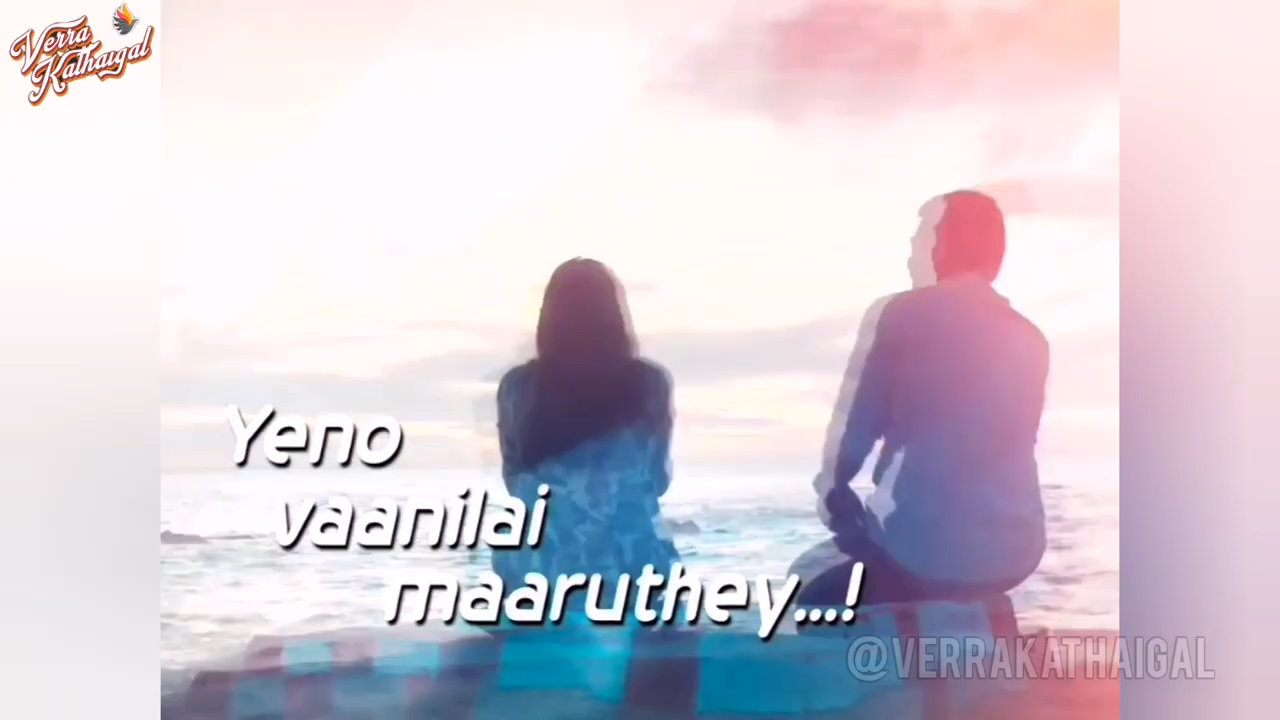 Verra
Kathaigal
Yeno
vaanilai
maaruthey...!
@VERRAKATHAIGAL